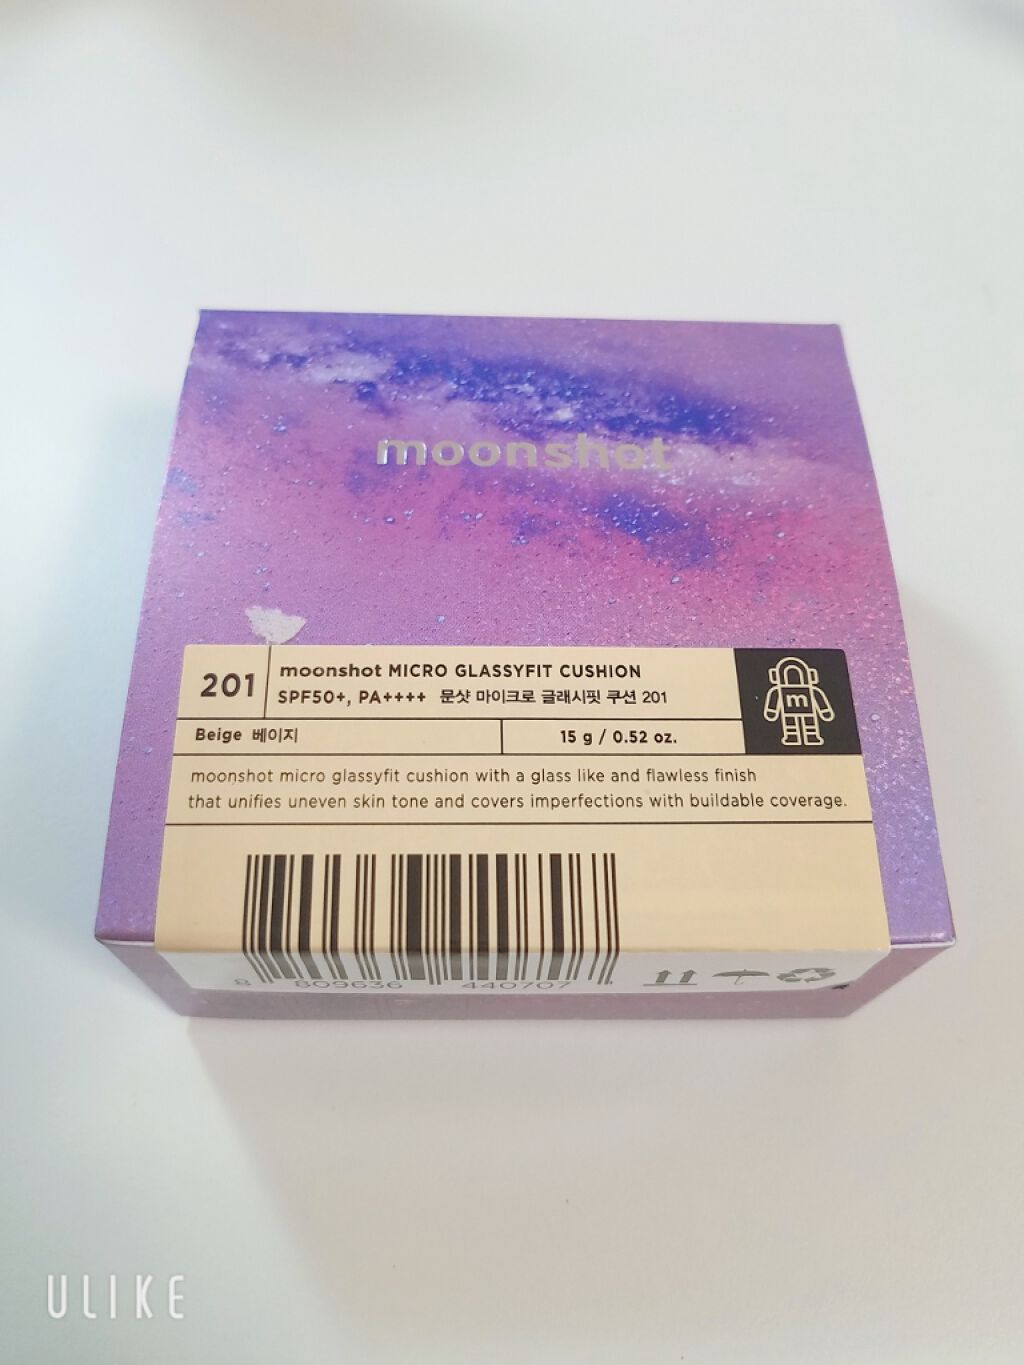 moonshot
201
moonshot MICRO GLASSYFIT CUSHION
SPF50+, PA++++ 문샷 마이크로 글래시핏 쿠션 201
m
Beige 베이지
15 g / 0.52 oz.
moonshot micro glassyfit cushion with a glass like and flawless finish
that unifies uneven skin tone and covers imperfections with buildable coverage.
8 809636 440707
ULIKE